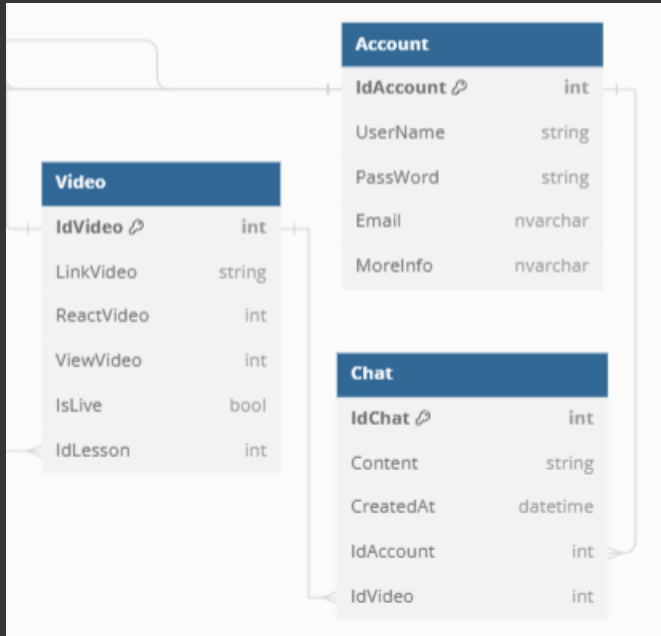 Account
IdAccount int
UserName string
PassWord string
Email nvarchar
MoreInfo nvarchar
Video
IdVideo int
LinkVideo string
ReactVideo int
ViewVideo int
IsLive bool
IdLesson int
Chat
IdChat int
Content string
CreatedAt datetime
IdAccount int
IdVideo int